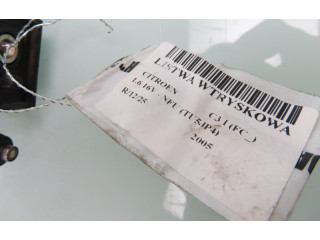 LISTWA WTRYSKOWA
CITROEN C3 I (FC_)
1.6 16V - NFU (TU5JP4)
R/12/25 2005